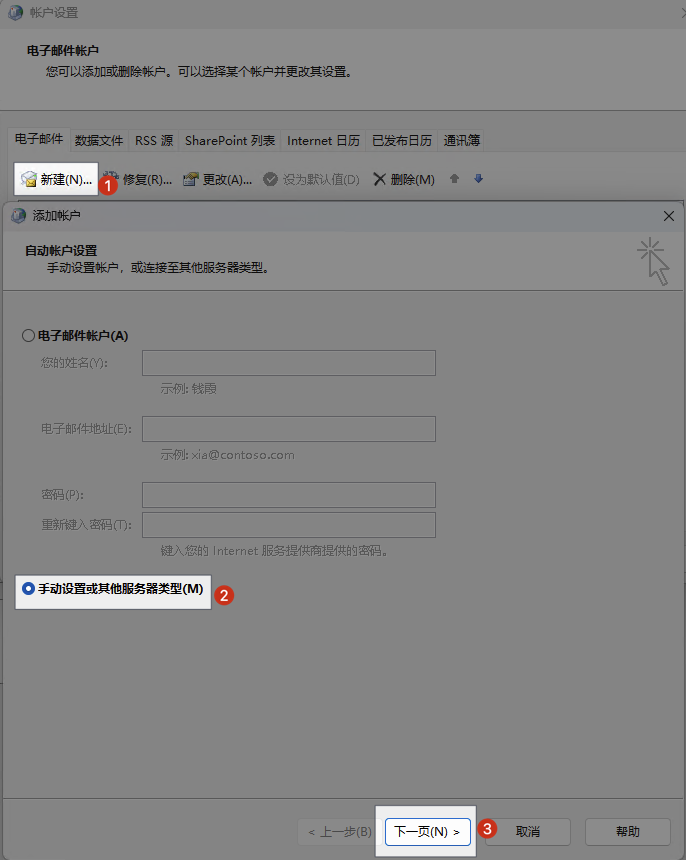 帐户设置
电子邮件帐户
您可以添加或删除帐户。可以选择某个帐户并更改其设置。
电子邮件 数据文件 RSS 源 SharePoint 列表 Internet 日历 已发布日历 通讯簿
新建(N)... 1 修复(R)... 更改(A)... 设为默认值(D) 删除(M)
添加帐户
自动帐户设置
手动设置帐户，或连接至其他服务器类型。
电子邮件帐户(A)
您的姓名(Y):
示例: 钱霞
电子邮件地址(E):
示例: xia@contoso.com
密码(P):
重新键入密码(T):
键入您的 Internet 服务提供商提供的密码。
手动设置或其他服务器类型(M) 2
< 上一步(B) 下一页(N) > 3 取消 帮助